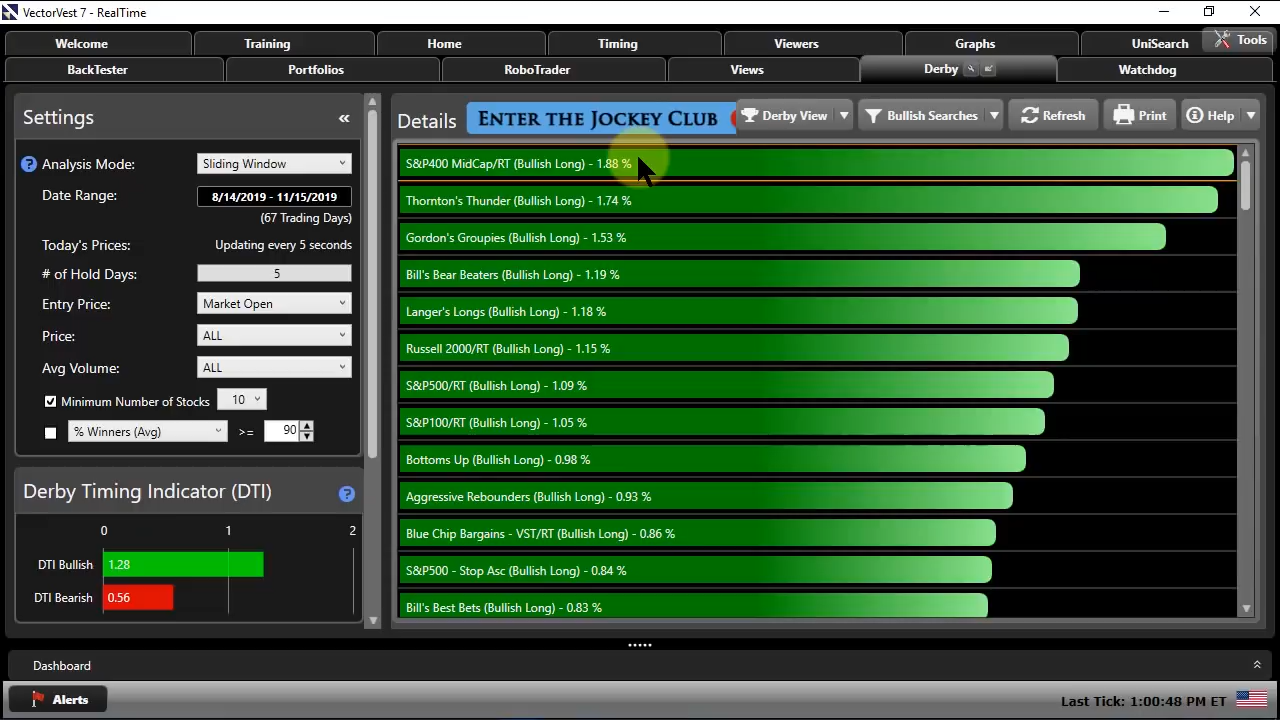 VectorVest 7 - RealTime
Welcome
Training
Home
Timing
Viewers
Graphs
UniSearch
Tools
BackTester
Portfolios
RoboTrader
Views
Derby
Watchdog
Settings
«
Analysis Mode:
Sliding Window
Date Range:
8/14/2019 - 11/15/2019
(67 Trading Days)
Today's Prices:
Updating every 5 seconds
# of Hold Days:
5
Entry Price:
Market Open
Price:
ALL
Avg Volume:
ALL
Minimum Number of Stocks
10
% Winners (Avg)
>=
90
Derby Timing Indicator (DTI)
0 1 2
DTI Bullish
1.28
DTI Bearish
0.56
Details
ENTER THE JOCKEY CLUB
Derby View
Bullish Searches
Refresh
Print
Help
S&P400 MidCap/RT (Bullish Long) - 1.88 %
Thornton's Thunder (Bullish Long) - 1.74 %
Gordon's Groupies (Bullish Long) - 1.53 %
Bill's Bear Beaters (Bullish Long) - 1.19 %
Langer's Longs (Bullish Long) - 1.18 %
Russell 2000/RT (Bullish Long) - 1.15 %
S&P500/RT (Bullish Long) - 1.09 %
S&P100/RT (Bullish Long) - 1.05 %
Bottoms Up (Bullish Long) - 0.98 %
Aggressive Rebounders (Bullish Long) - 0.93 %
Blue Chip Bargains - VST/RT (Bullish Long) - 0.86 %
S&P500 - Stop Asc (Bullish Long) - 0.84 %
Bill's Best Bets (Bullish Long) - 0.83 %
Dashboard
Alerts
Last Tick: 1:00:48 PM ET